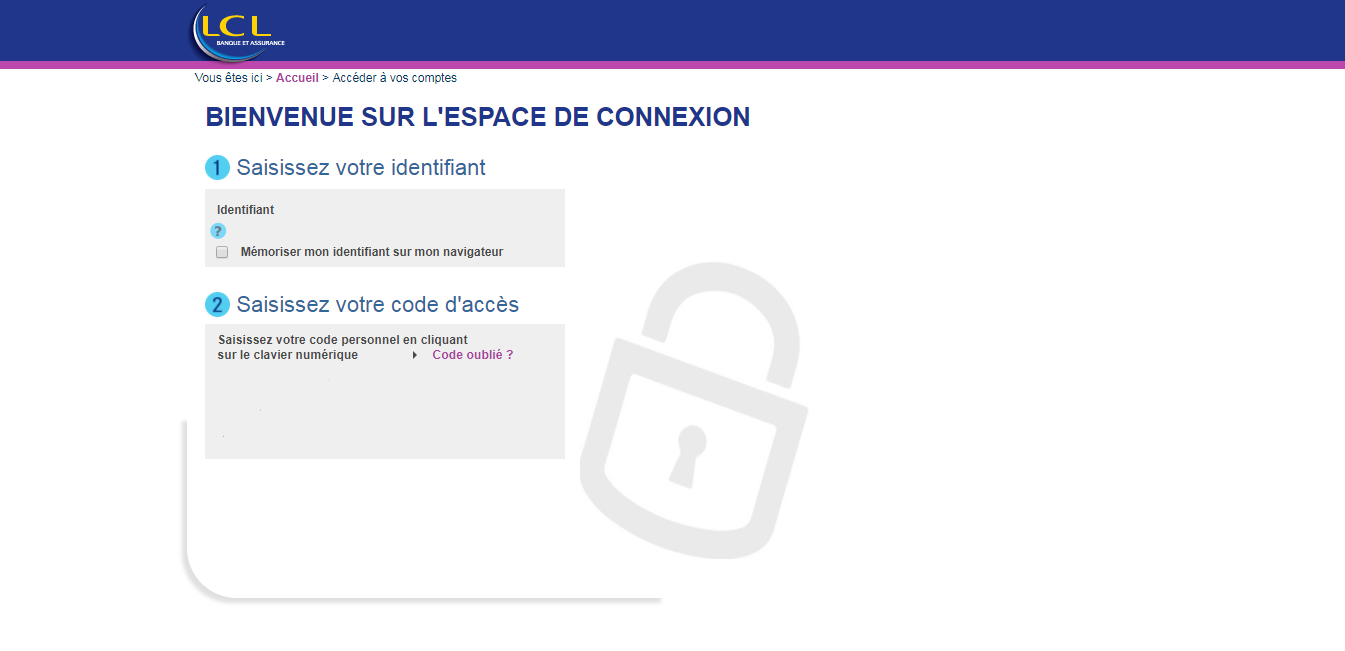 LCL
BANQUE ET ASSURANCE
Vous êtes ici > Accueil > Accéder à vos comptes
BIENVENUE SUR L'ESPACE DE CONNEXION
1 Saisissez votre identifiant
Identifiant
?
Mémoriser mon identifiant sur mon navigateur
2 Saisissez votre code d'accès
Saisissez votre code personnel en cliquant
sur le clavier numérique Code oublié ?